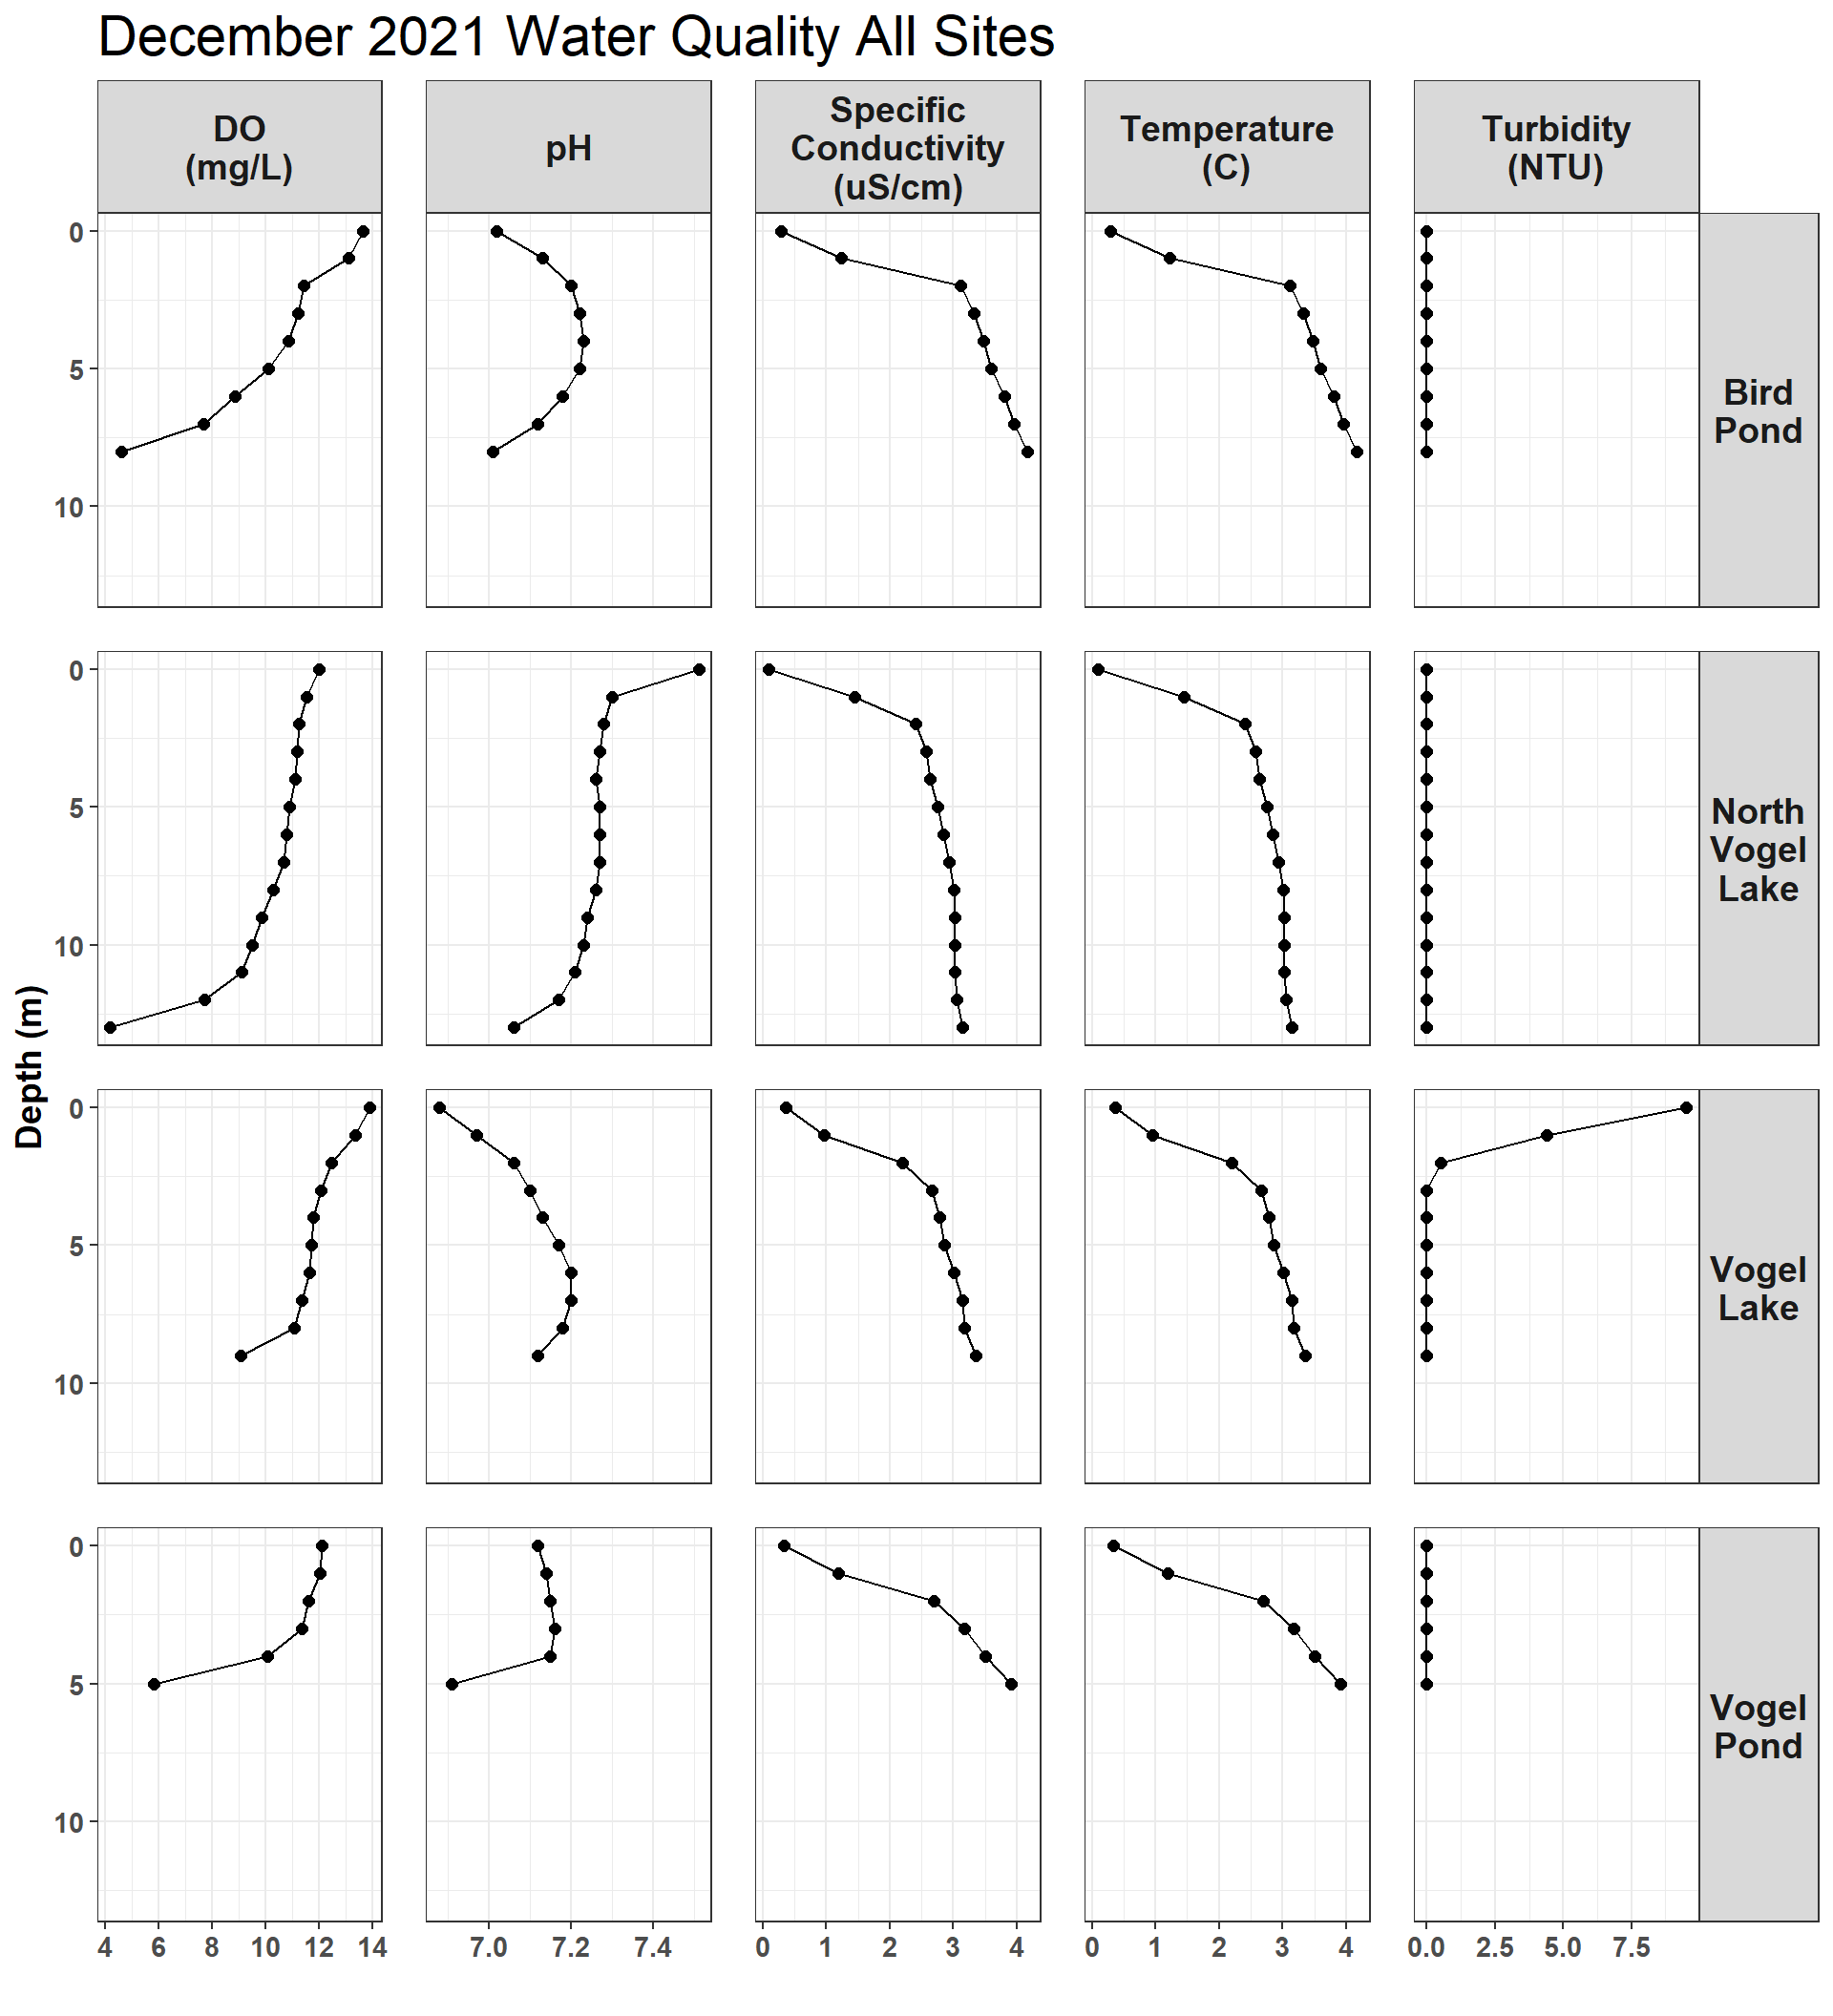 December 2021 Water Quality All Sites
DO
(mg/L)
pH
Specific
Conductivity
(uS/cm)
Temperature
(C)
Turbidity
(NTU)
0
5
10
Bird
Pond
0
5
10
North
Vogel
Lake
Depth (m)
0
5
10
Vogel
Lake
0
5
10
Vogel
Pond
4 6 8 10 12 14
7.0 7.2 7.4
0 1 2 3 4
0 1 2 3 4
0.0 2.5 5.0 7.5